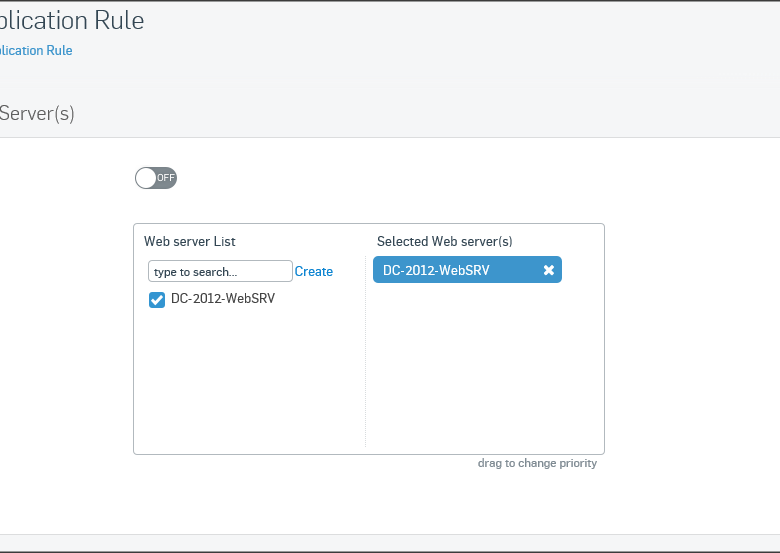 plication Rule
plication Rule
Server(s)
OFF
Web server List
Selected Web server(s)
type to search...
Create
DC-2012-WebSRV
DC-2012-WebSRV
drag to change priority